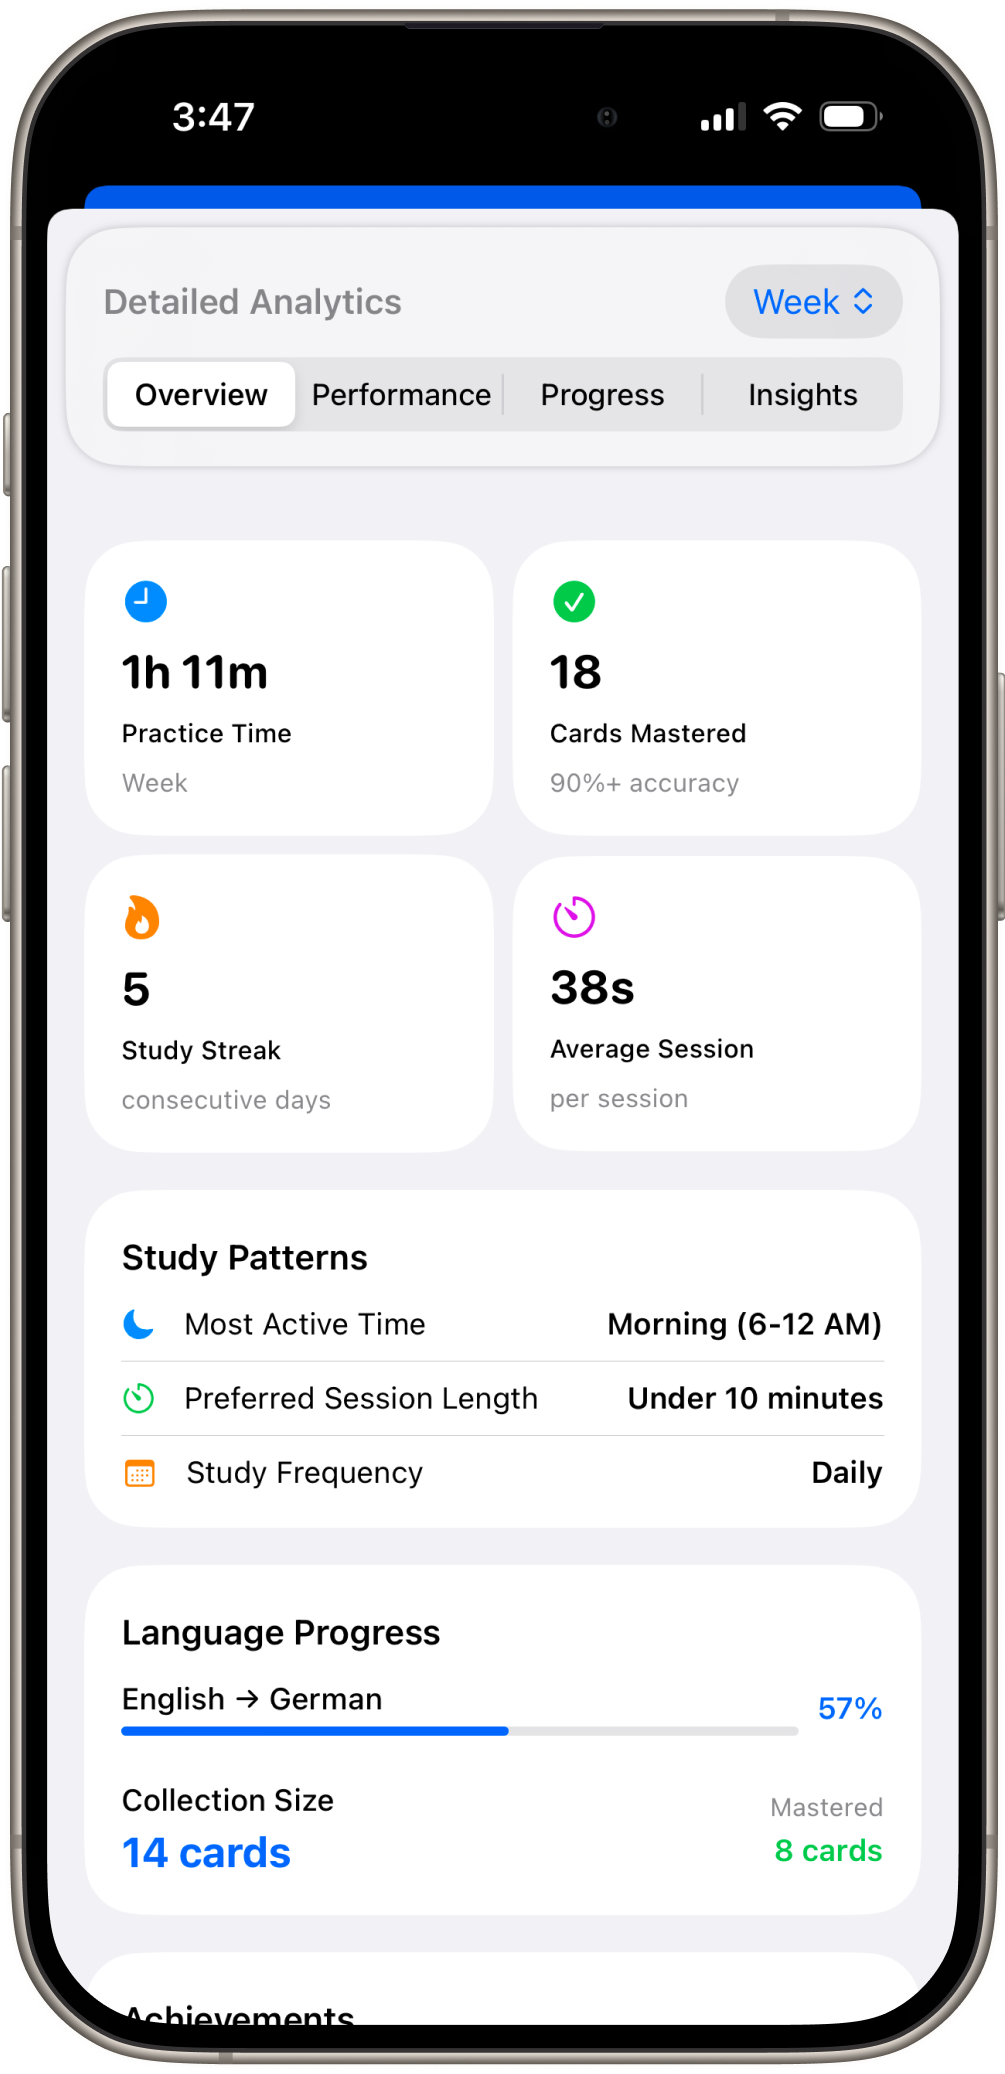 3:47
Detailed Analytics
Week
Overview
Performance
Progress
Insights
1h 11m
Practice Time
Week
18
Cards Mastered
90%+ accuracy
5
Study Streak
consecutive days
38s
Average Session
per session
Study Patterns
Most Active Time Morning (6-12 AM)
Preferred Session Length Under 10 minutes
Study Frequency Daily
Language Progress
English → German 57%
Collection Size
14 cards
Mastered
8 cards
Achievements